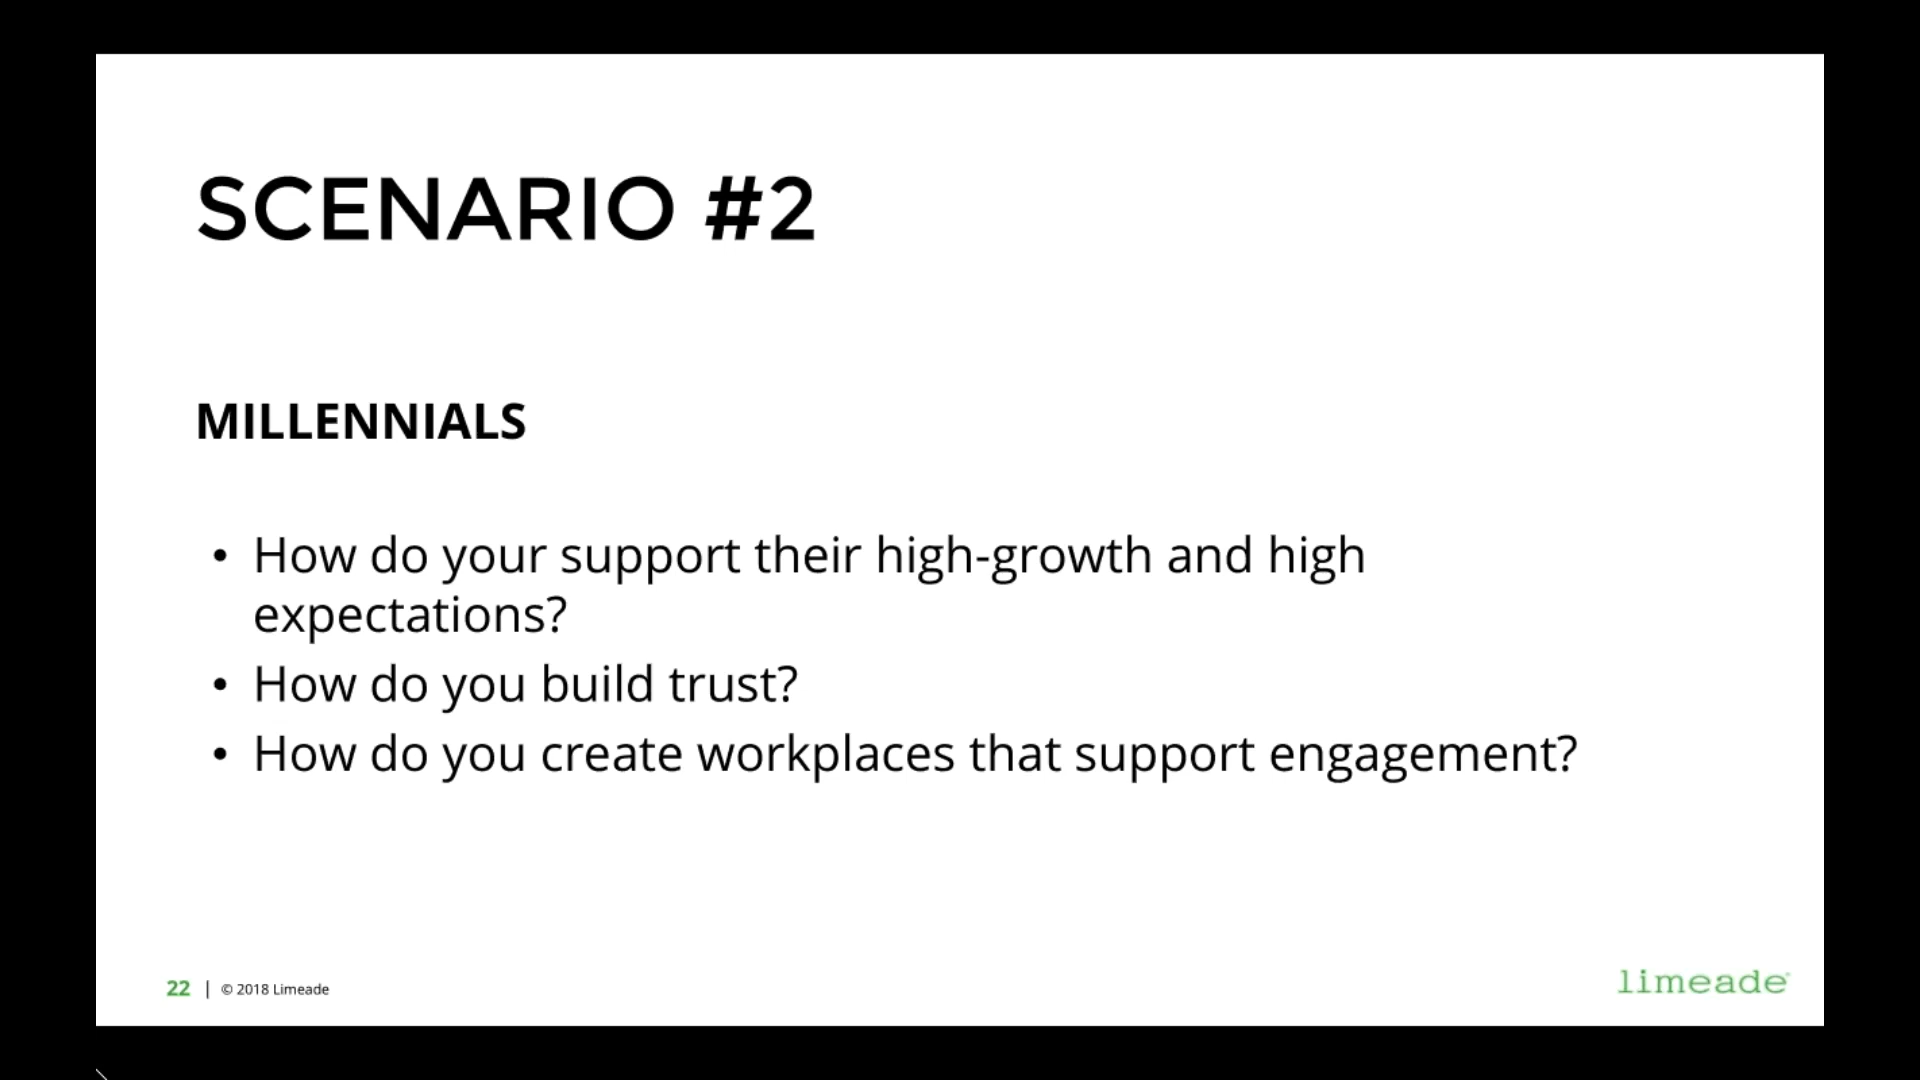 SCENARIO #2
MILLENNIALS
• How do your support their high-growth and high
expectations?
• How do you build trust?
• How do you create workplaces that support engagement?
22 | © 2018 Limeade
limeade